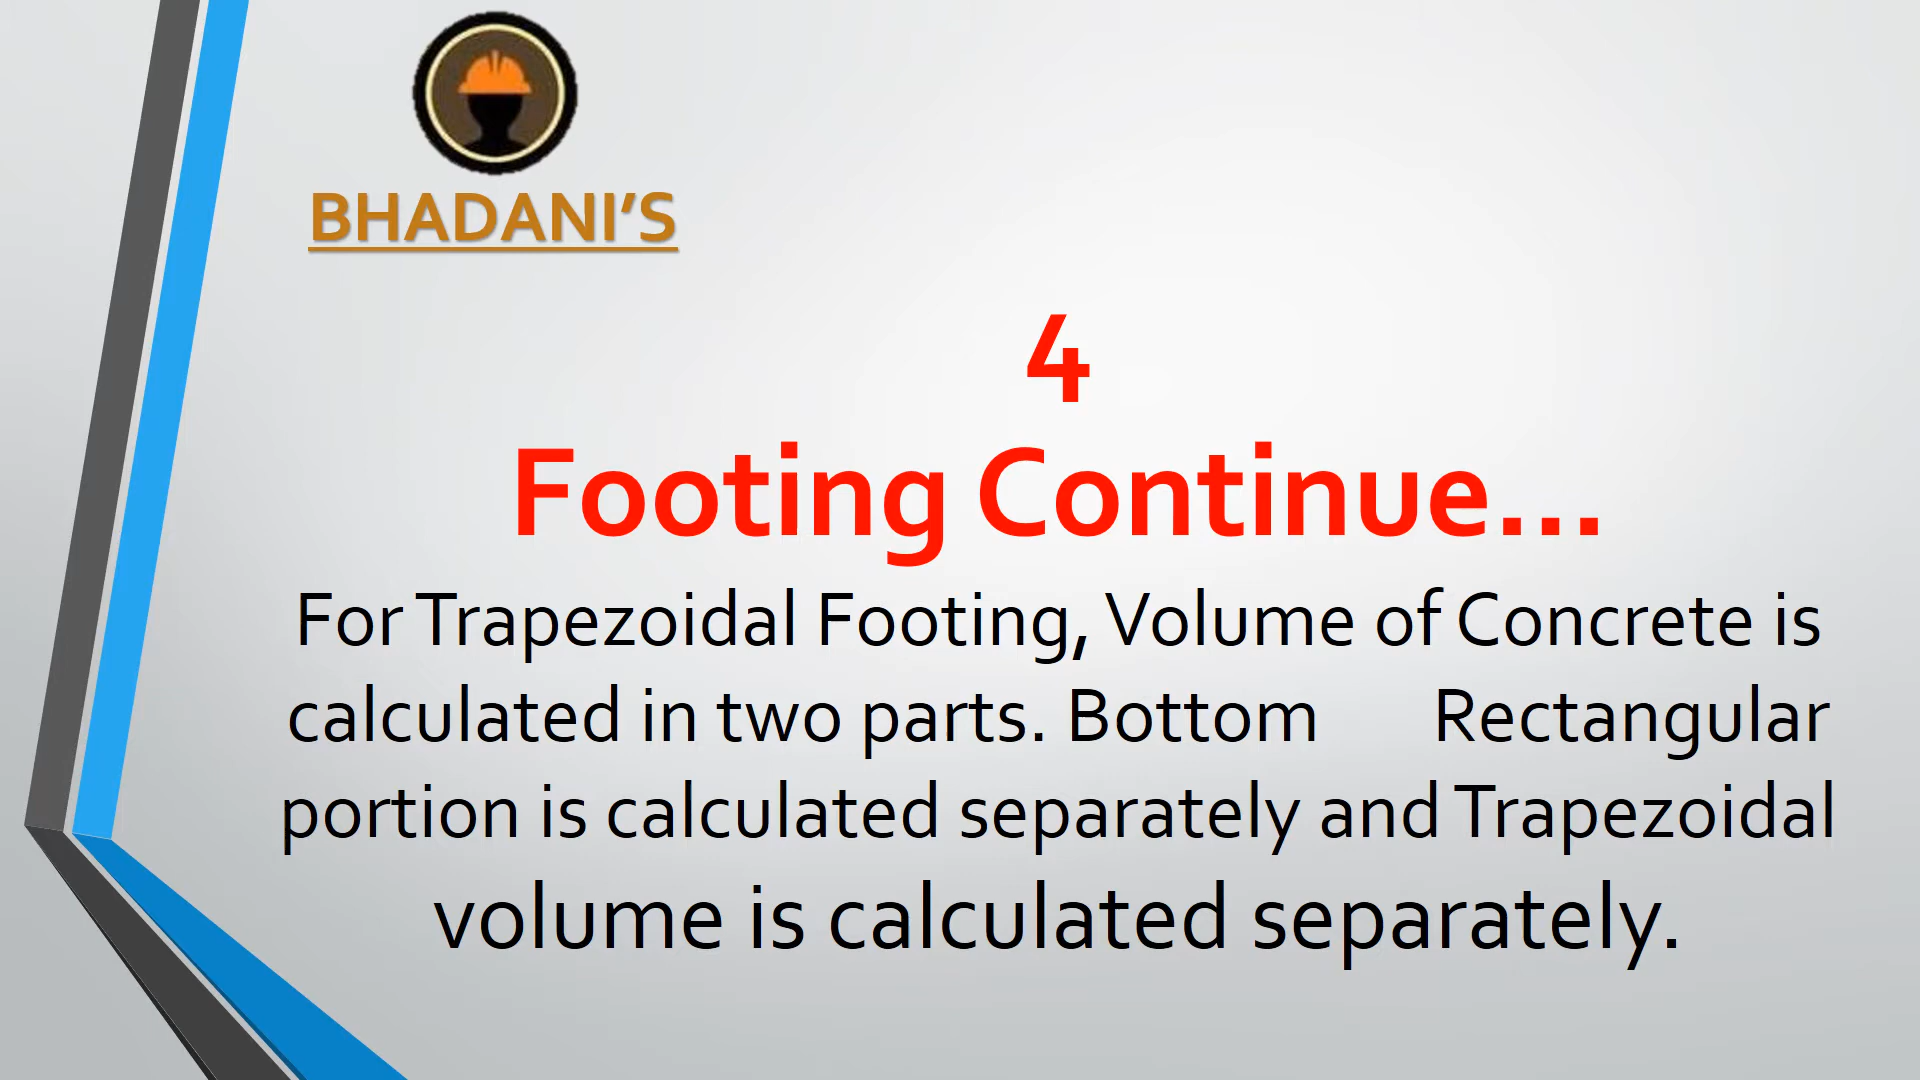 BHADANI’S
4
Footing Continue...
For Trapezoidal Footing, Volume of Concrete is
calculated in two parts. Bottom Rectangular
portion is calculated separately and Trapezoidal
volume is calculated separately.